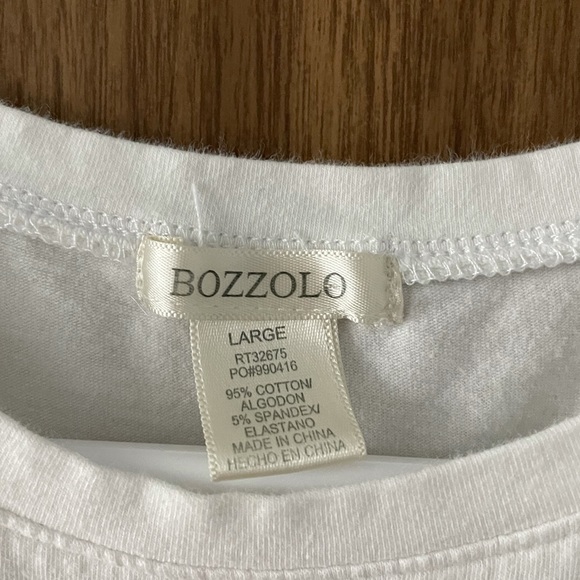 BOZZOLO
LARGE
RT32675
PO#990416
95% COTTON/
ALGODON
5% SPANDEX/
ELASTANO
MADE IN CHINA
HECHO EN CHINA